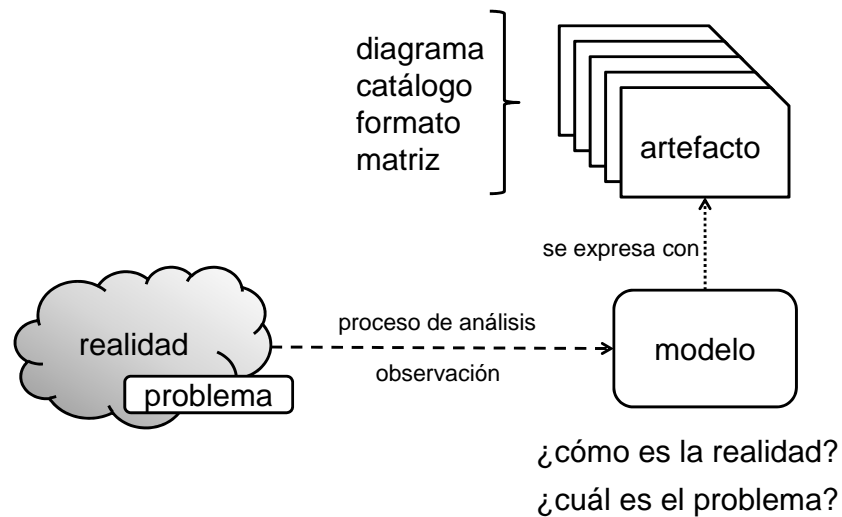 diagrama
catálogo
formato
matriz
artefacto
se expresa con
realidad
problema
proceso de análisis
observación
modelo
¿cómo es la realidad?
¿cuál es el problema?